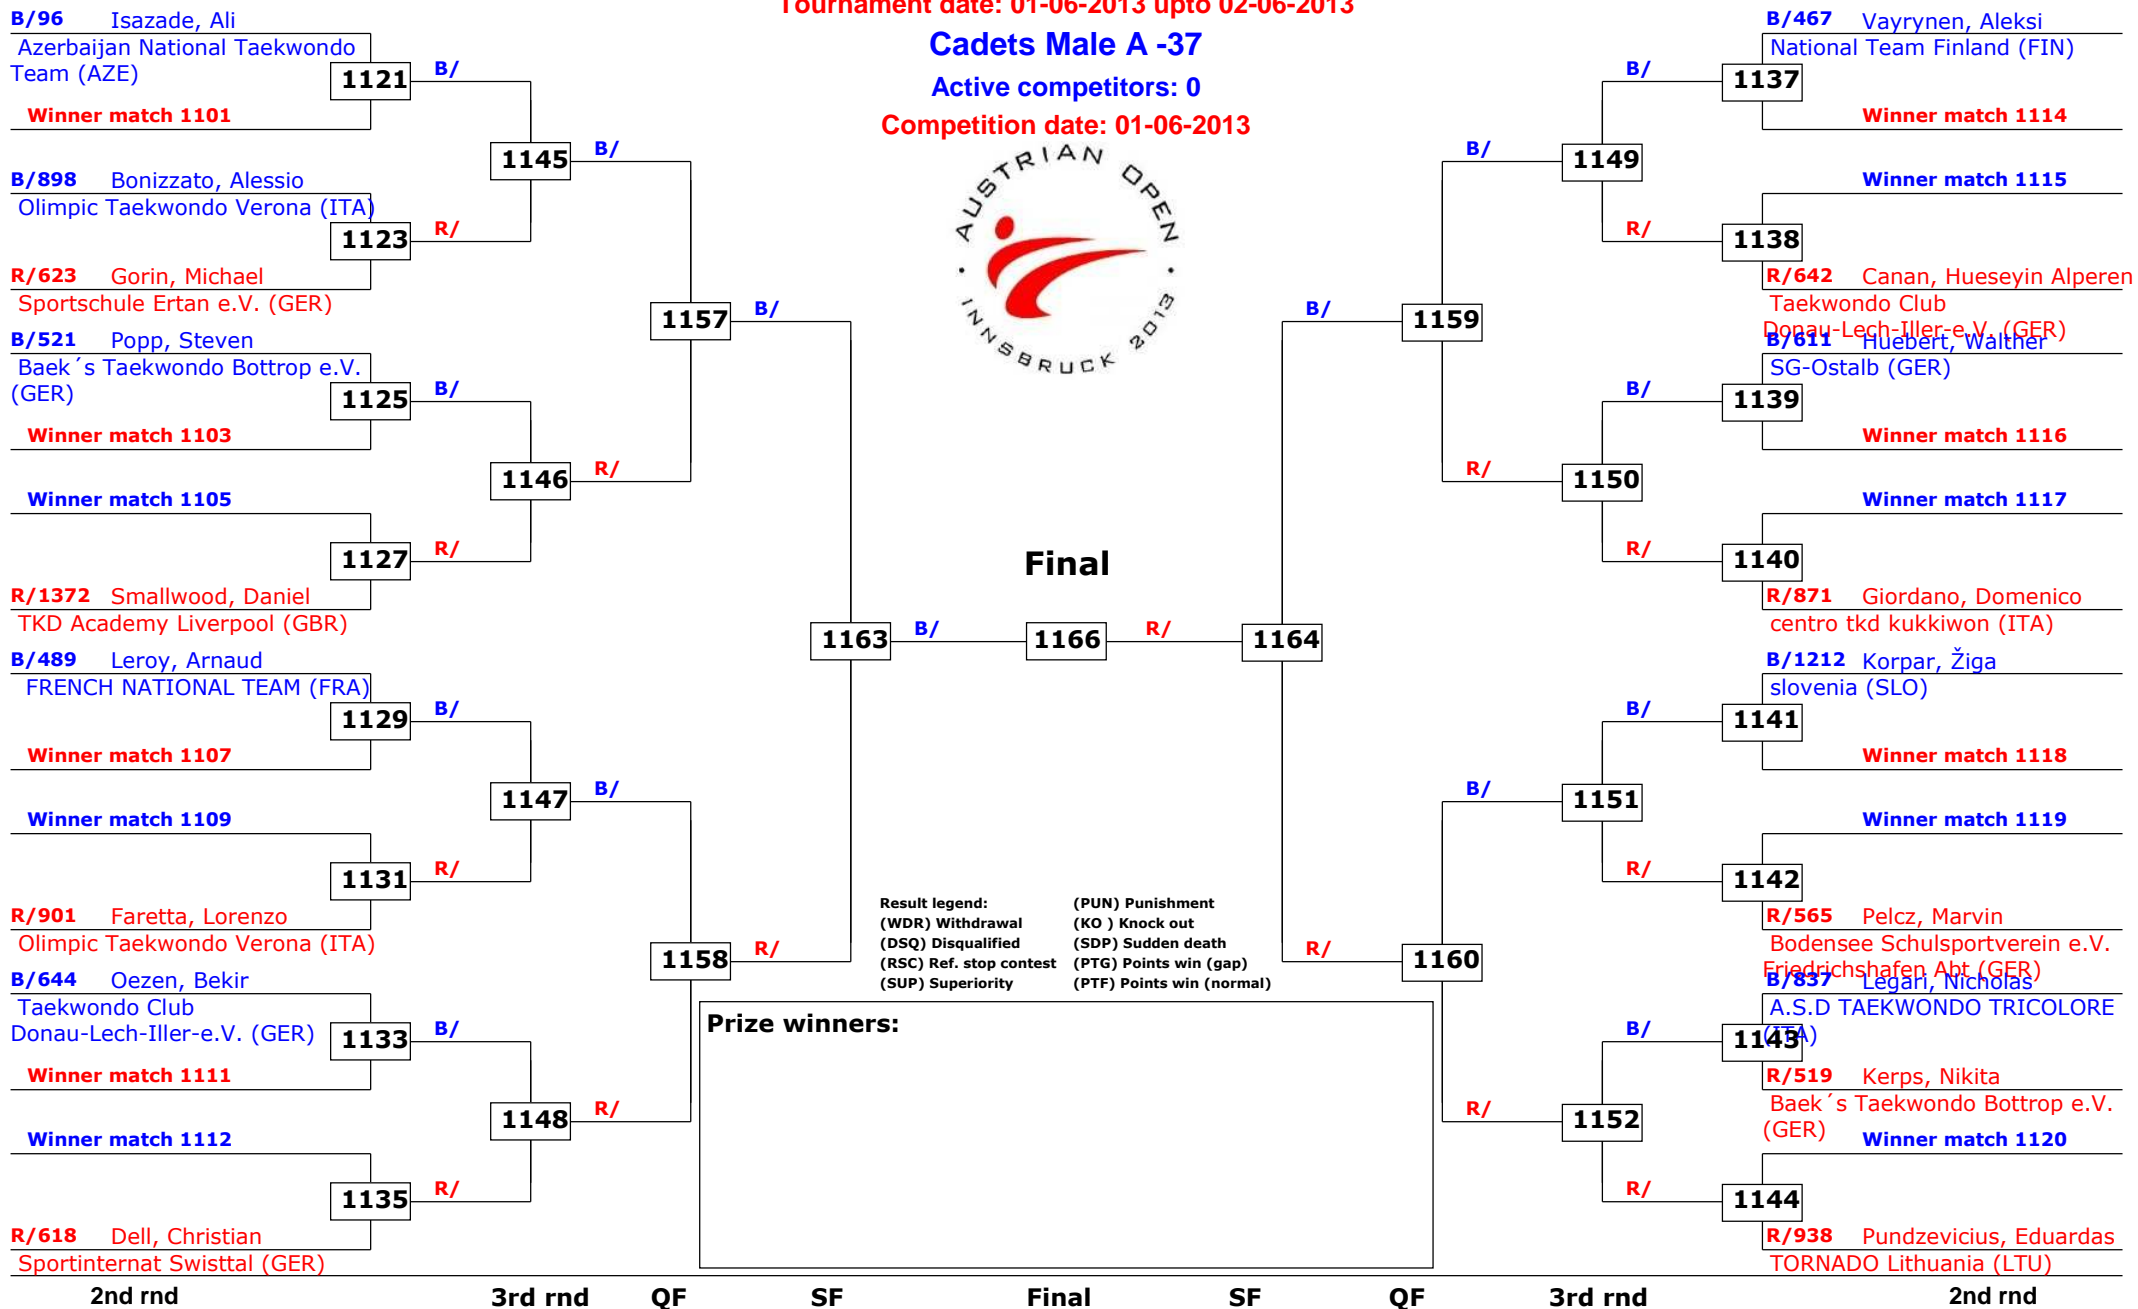 Tournament date: 01-06-2013 upto 02-06-2013
Cadets Male A -37
Active competitors: 0
Competition date: 01-06-2013
AUSTRIAN OPEN
· INNSBRUCK 2013 ·
B/96 Isazade, Ali
Azerbaijan National Taekwondo
Team (AZE)
1121
B/
Winner match 1101
1145
B/
B/898 Bonizzato, Alessio
Olimpic Taekwondo Verona (ITA)
1123
R/
R/623 Gorin, Michael
Sportschule Ertan e.V. (GER)
1157
B/
B/521 Popp, Steven
Baek´s Taekwondo Bottrop e.V.
(GER)
1125
B/
Winner match 1103
1146
R/
Winner match 1105
1127
R/
R/1372 Smallwood, Daniel
TKD Academy Liverpool (GBR)
1163
B/
B/489 Leroy, Arnaud
FRENCH NATIONAL TEAM (FRA)
1129
B/
Winner match 1107
1147
B/
Winner match 1109
1131
R/
R/901 Faretta, Lorenzo
Olimpic Taekwondo Verona (ITA)
1158
R/
B/644 Oezen, Bekir
Taekwondo Club
Donau-Lech-Iller-e.V. (GER)
1133
B/
Winner match 1111
1148
R/
Winner match 1112
1135
R/
R/618 Dell, Christian
Sportinternat Swisttal (GER)
Final
1166
R/
1164
B/467 Vayrynen, Aleksi
National Team Finland (FIN)
B/
1137
Winner match 1114
B/
1149
Winner match 1115
R/
1138
R/642 Canan, Hueseyin Alperen
Taekwondo Club
Donau-Lech-Iller-e.V. (GER)
B/
1159
B/611 Huebert, Walther
SG-Ostalb (GER)
B/
1139
Winner match 1116
R/
1150
Winner match 1117
R/
1140
R/871 Giordano, Domenico
centro tkd kukkiwon (ITA)
B/1212 Korpar, Žiga
slovenia (SLO)
B/
1141
Winner match 1118
B/
1151
Winner match 1119
R/
1142
R/565 Pelcz, Marvin
Bodensee Schulsportverein e.V.
Friedrichshafen Abt (GER)
R/
1160
B/837 Legari, Nicholas
A.S.D TAEKWONDO TRICOLORE
(ITA)
B/
1143
R/519 Kerps, Nikita
Baek´s Taekwondo Bottrop e.V.
(GER)
R/
1152
Winner match 1120
R/
1144
R/938 Pundzevicius, Eduardas
TORNADO Lithuania (LTU)
Result legend:
(WDR) Withdrawal
(DSQ) Disqualified
(RSC) Ref. stop contest
(SUP) Superiority
(PUN) Punishment
(KO ) Knock out
(SDP) Sudden death
(PTG) Points win (gap)
(PTF) Points win (normal)
Prize winners:
2nd rnd 3rd rnd QF SF Final SF QF 3rd rnd 2nd rnd